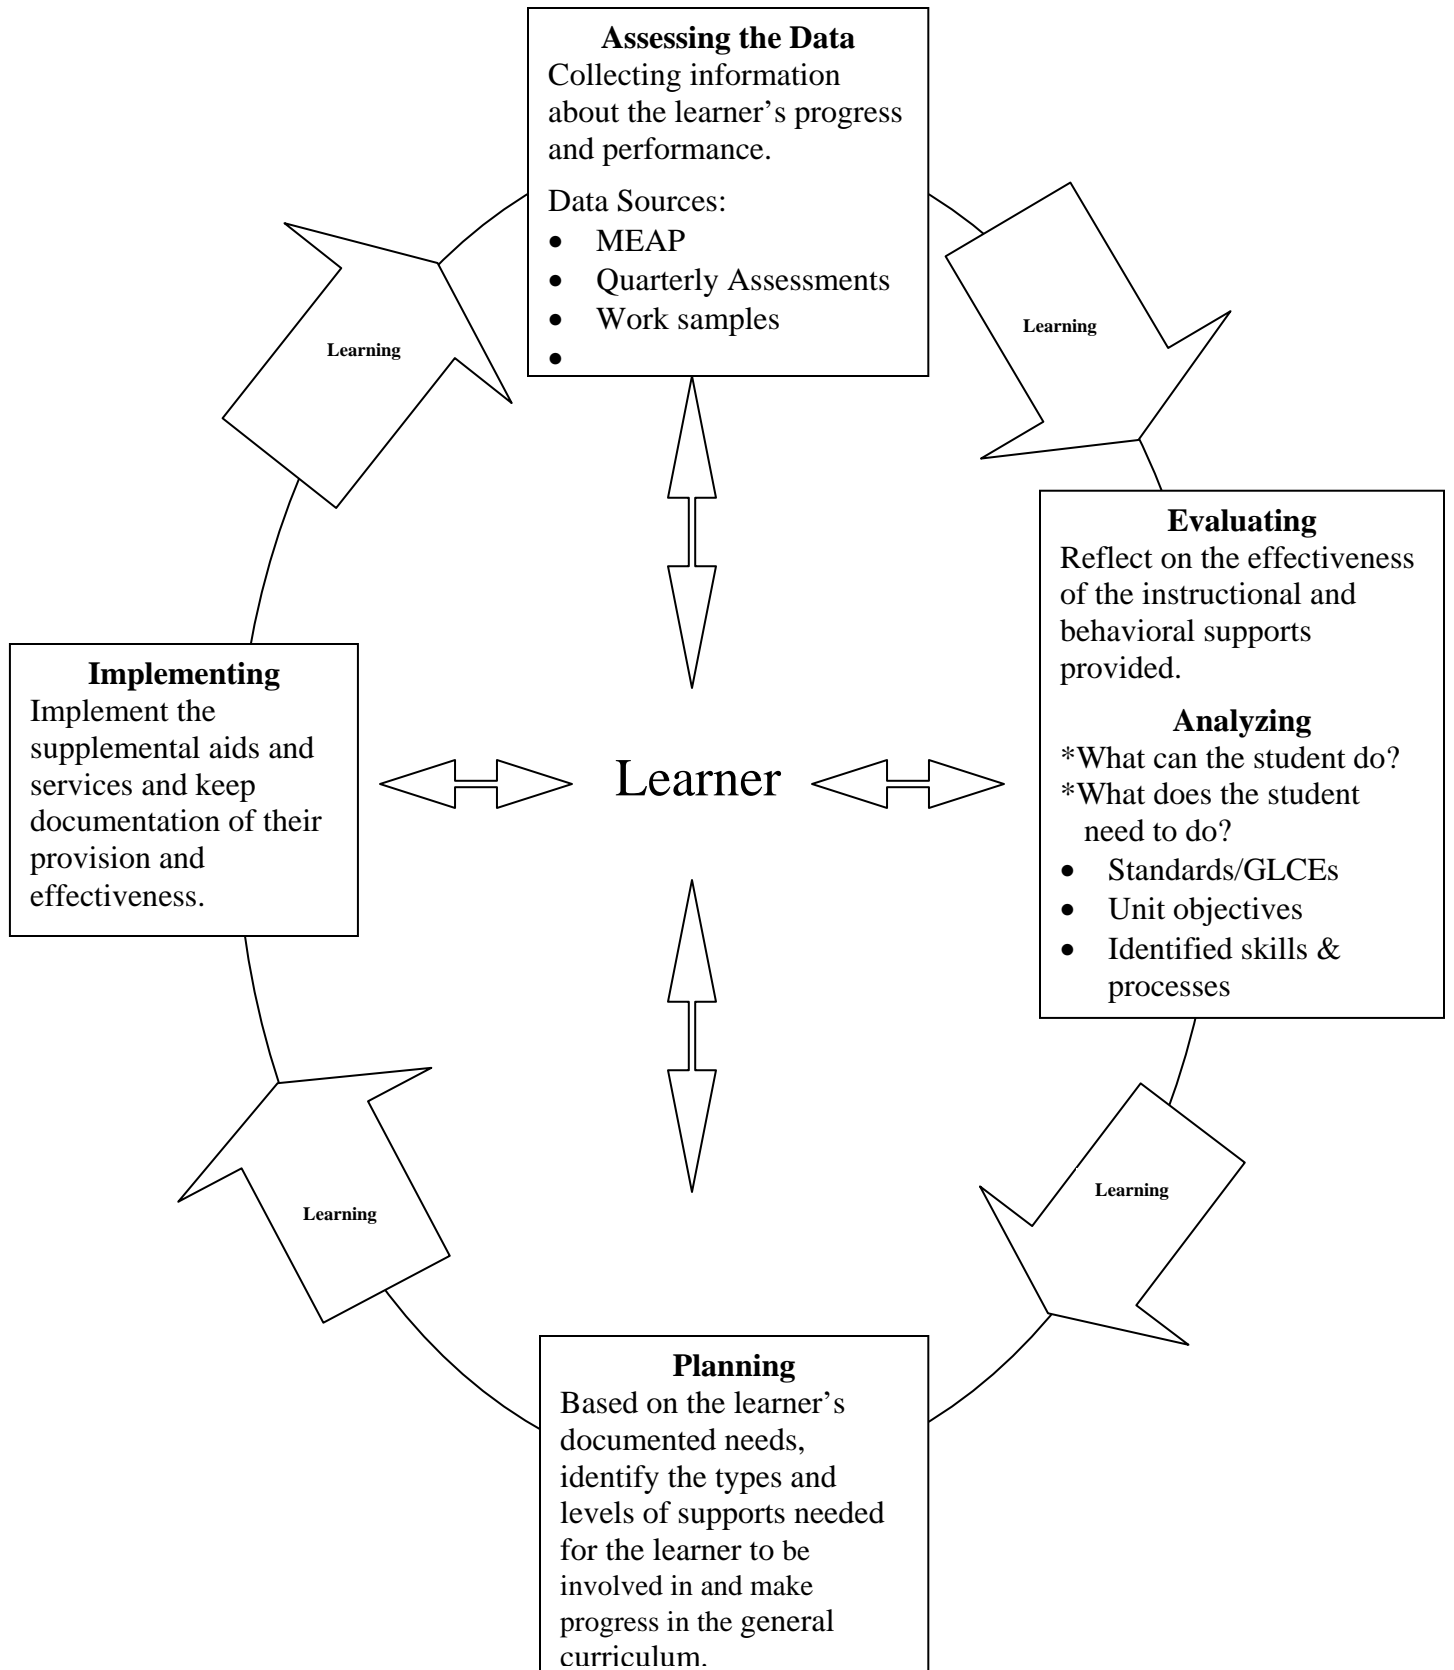 Assessing the Data
Collecting information
about the learner’s progress
and performance.
Data Sources:
• MEAP
• Quarterly Assessments
• Work samples
•
Learning
Learning
Evaluating
Reflect on the effectiveness
of the instructional and
behavioral supports
provided.
Analyzing
*What can the student do?
*What does the student
need to do?
• Standards/GLCEs
• Unit objectives
• Identified skills &
processes
Implementing
Implement the
supplemental aids and
services and keep
documentation of their
provision and
effectiveness.
Learner
Learning
Learning
Planning
Based on the learner’s
documented needs,
identify the types and
levels of supports needed
for the learner to be
involved in and make
progress in the general
curriculum.